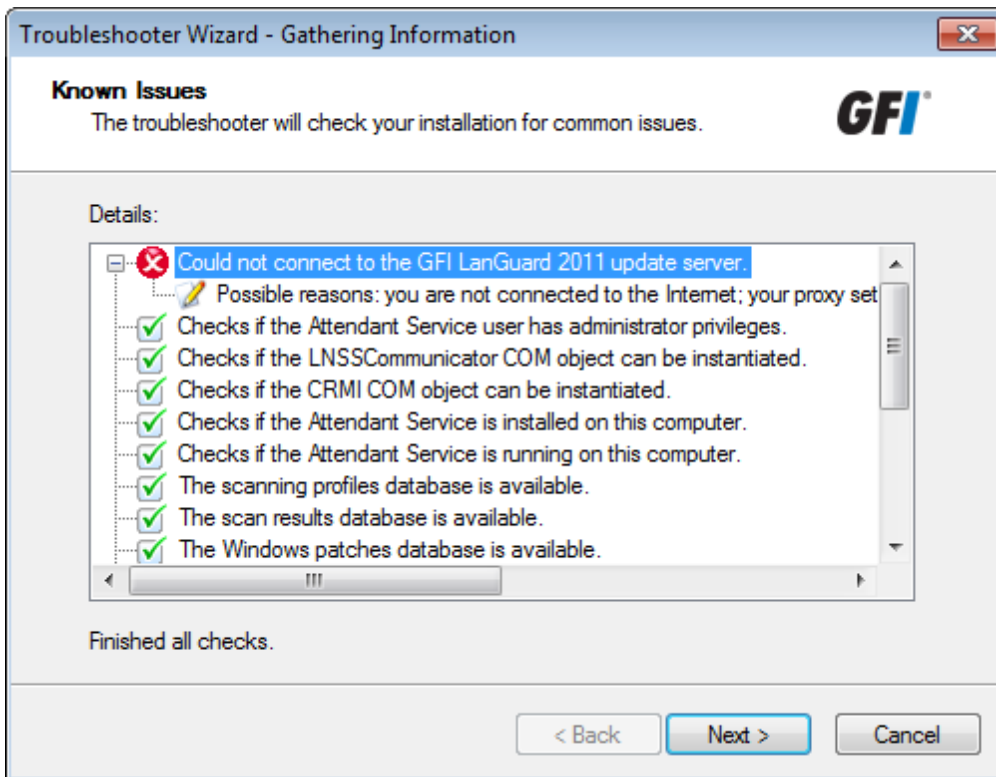 Troubleshooter Wizard - Gathering Information
Known Issues
The troubleshooter will check your installation for common issues.
GFI
Details:
Could not connect to the GFI LanGuard 2011 update server.
Possible reasons: you are not connected to the Internet; your proxy set
Checks if the Attendant Service user has administrator privileges.
Checks if the LNSSCommunicator COM object can be instantiated.
Checks if the CRMI COM object can be instantiated.
Checks if the Attendant Service is installed on this computer.
Checks if the Attendant Service is running on this computer.
The scanning profiles database is available.
The scan results database is available.
The Windows patches database is available.
Finished all checks.
< Back
Next >
Cancel